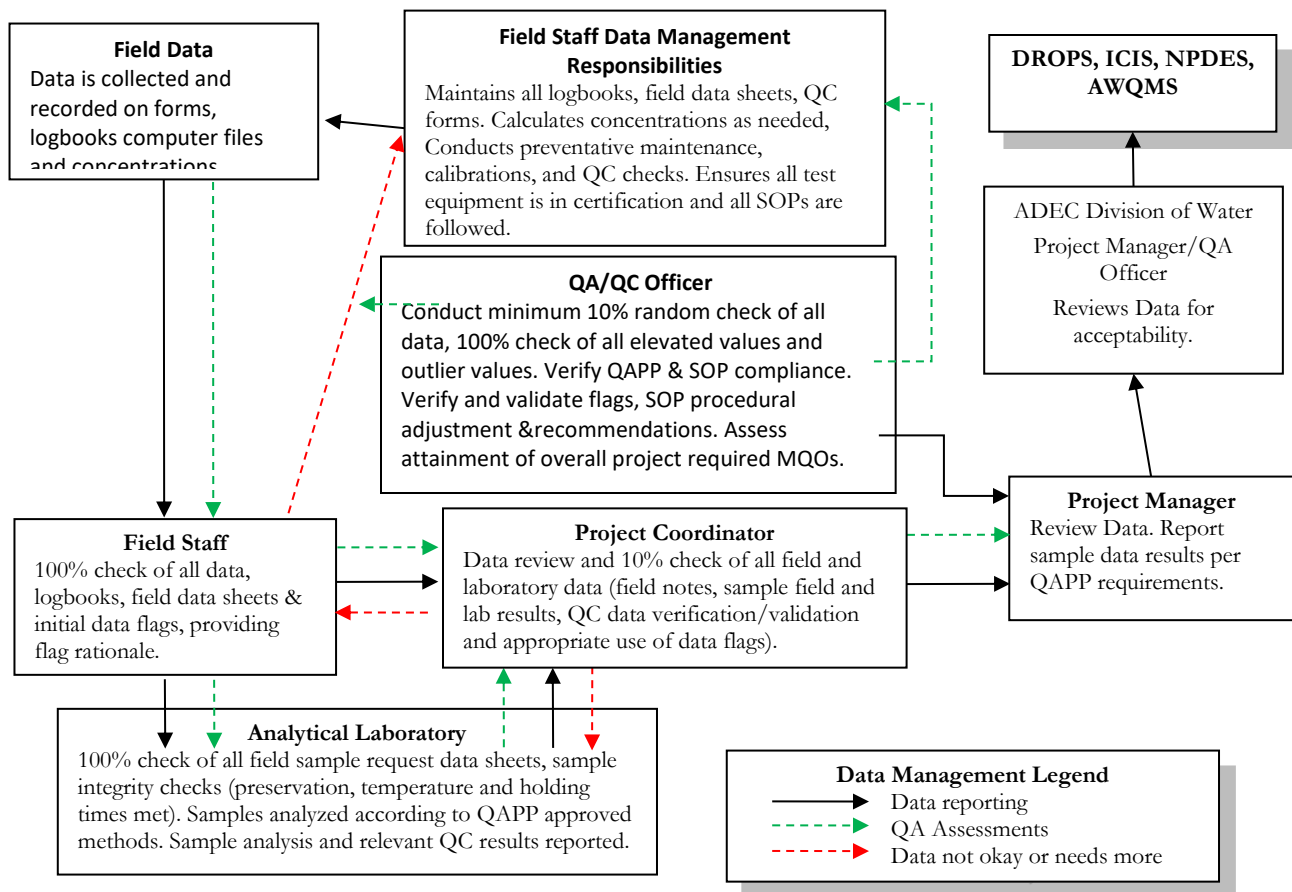 Field Data
Data is collected and
recorded on forms,
logbooks computer files
and concentrations
Field Staff Data Management
Responsibilities
Maintains all logbooks, field data sheets, QC
forms. Calculates concentrations as needed,
Conducts preventative maintenance,
calibrations, and QC checks. Ensures all test
equipment is in certification and all SOPs are
followed.
DROPS, ICIS, NPDES,
AWQMS
ADEC Division of Water
Project Manager/QA
Officer
Reviews Data for
acceptability.
QA/QC Officer
Conduct minimum 10% random check of all
data, 100% check of all elevated values and
outlier values. Verify QAPP & SOP compliance.
Verify and validate flags, SOP procedural
adjustment &recommendations. Assess
attainment of overall project required MQOs.
Field Staff
100% check of all data,
logbooks, field data sheets &
initial data flags, providing
flag rationale.
Project Coordinator
Data review and 10% check of all field and
laboratory data (field notes, sample field and
lab results, QC data verification/validation
and appropriate use of data flags).
Project Manager
Review Data. Report
sample data results per
QAPP requirements.
Analytical Laboratory
100% check of all field sample request data sheets, sample
integrity checks (preservation, temperature and holding
times met). Samples analyzed according to QAPP approved
methods. Sample analysis and relevant QC results reported.
Data Management Legend
Data reporting
QA Assessments
Data not okay or needs more